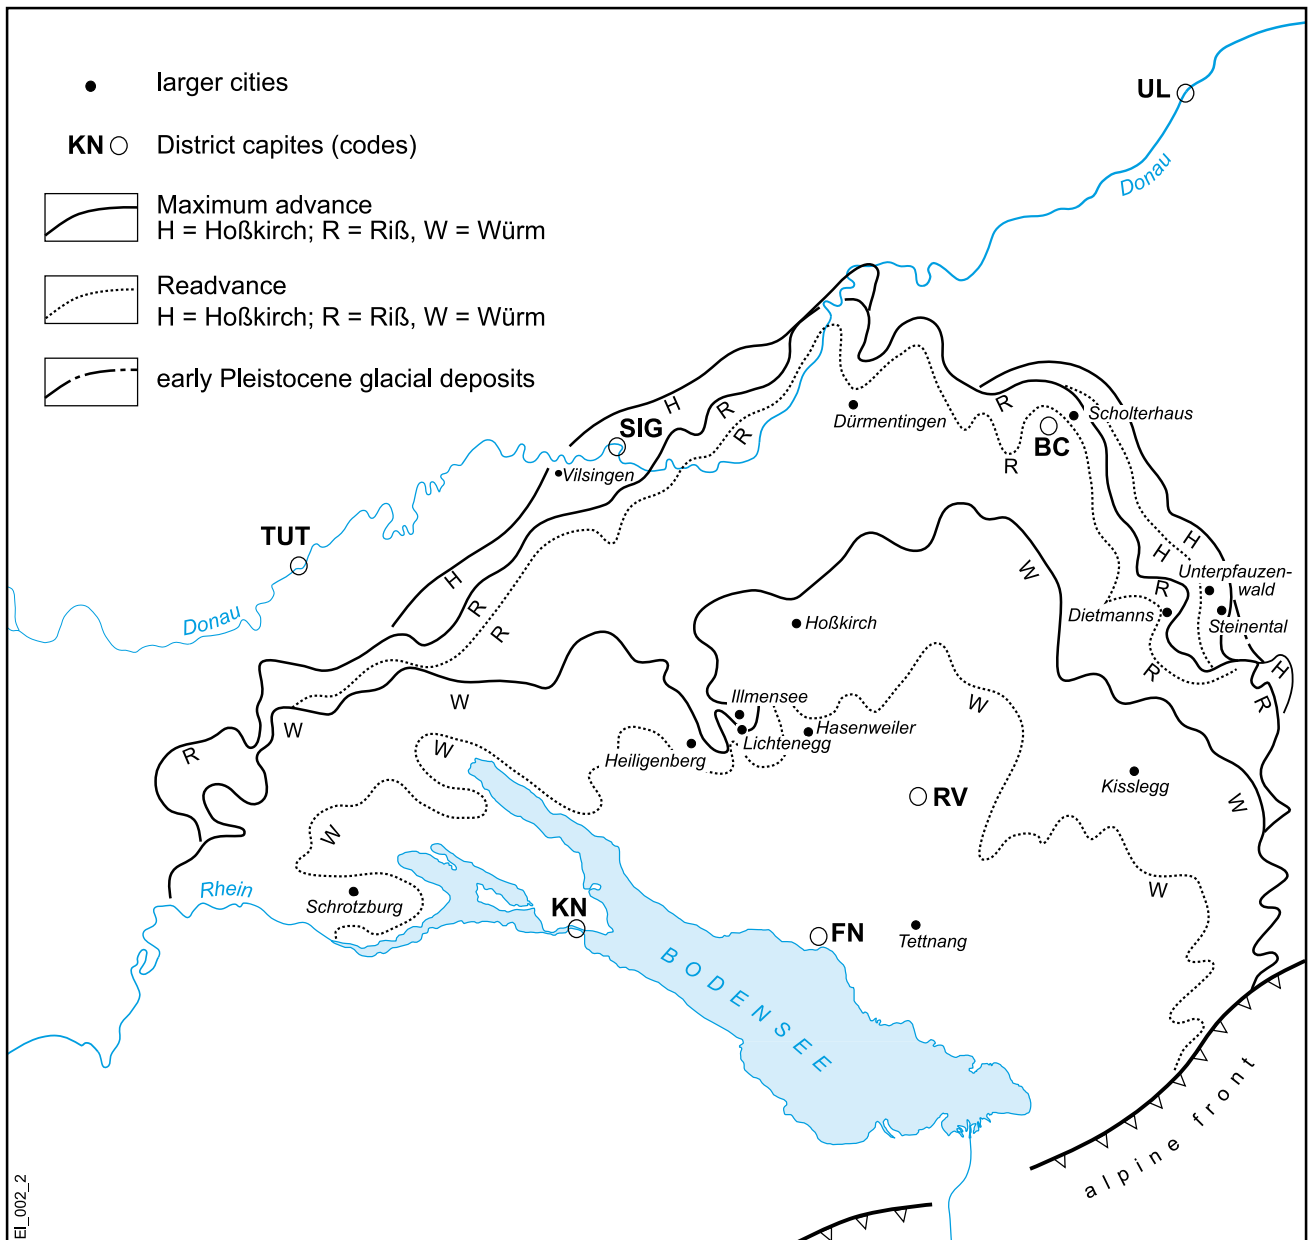 larger cities
KN District capites (codes)
Maximum advance
H = Hoßkirch; R = Riß, W = Würm
Readvance
H = Hoßkirch; R = Riß, W = Würm
early Pleistocene glacial deposits
UL
Donau
H
R
R
SIG
Vilsingen
Dürmentingen
R
Scholterhaus
BC
R
TUT
Donau
H
R
R
W
H
H
R
Unterpfauzen-
wald
Dietmanns
Steinental
Hoßkirch
R
H
R
W
W
W
R
Illmensee
Lichtenegg
Hasenweiler
W
Heiligenberg
Kisslegg
W
RV
W
W
Rhein
Schrotzburg
KN
FN
Tettnang
BODENSEE
alpine front
EI_002_2